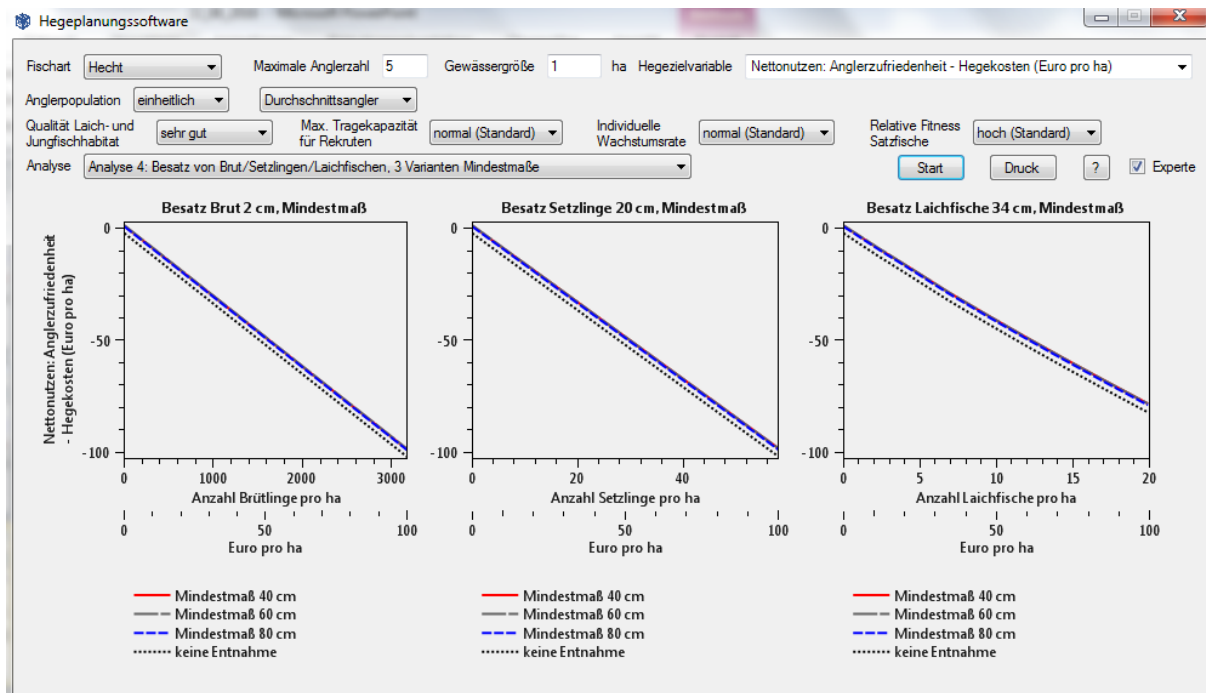 Hegeplanungssoftware
Fischart Hecht Maximale Anglerzahl 5 Gewässergröße 1 ha Hegezielvariable Nettonutzen: Anglerzufriedenheit - Hegekosten (Euro pro ha)
Anglerpopulation einheitlich Durchschnittsangler
Qualität Laich- und Jungfischhabitat sehr gut Max. Tragekapazität für Rekruten normal (Standard) Individuelle Wachstumsrate normal (Standard) Relative Fitness Satzfische hoch (Standard)
Analyse Analyse 4: Besatz von Brut/Setzlingen/Laichfischen, 3 Varianten Mindestmaße Start Druck ? Experte
Nettonutzen: Anglerzufriedenheit
- Hegekosten (Euro pro ha)
Besatz Brut 2 cm, Mindestmaß
0
-50
-100
0 1000 2000 3000
Anzahl Brütlinge pro ha
0 50 100
Euro pro ha
Mindestmaß 40 cm
Mindestmaß 60 cm
Mindestmaß 80 cm
keine Entnahme
Besatz Setzlinge 20 cm, Mindestmaß
0
-50
-100
0 20 40
Anzahl Setzlinge pro ha
0 50 100
Euro pro ha
Mindestmaß 40 cm
Mindestmaß 60 cm
Mindestmaß 80 cm
keine Entnahme
Besatz Laichfische 34 cm, Mindestmaß
0
-50
-100
0 5 10 15 20
Anzahl Laichfische pro ha
0 50 100
Euro pro ha
Mindestmaß 40 cm
Mindestmaß 60 cm
Mindestmaß 80 cm
keine Entnahme